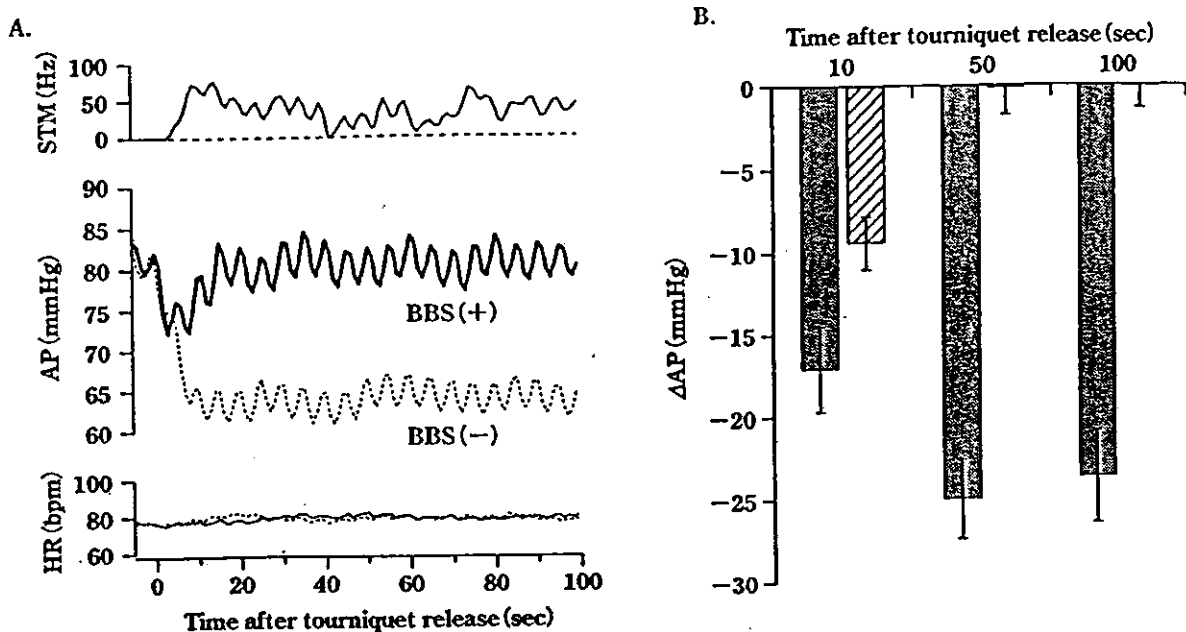 A.
STM (Hz)
100
50
0
AP (mmHg)
90
85
80
75
70
65
60
BBS (+)
BBS (−)
HR (bpm)
100
80
60
0 20 40 60 80 100
Time after tourniquet release (sec)
B.
Time after tourniquet release (sec)
10 50 100
ΔAP (mmHg)
0
−5
−10
−15
−20
−25
−30